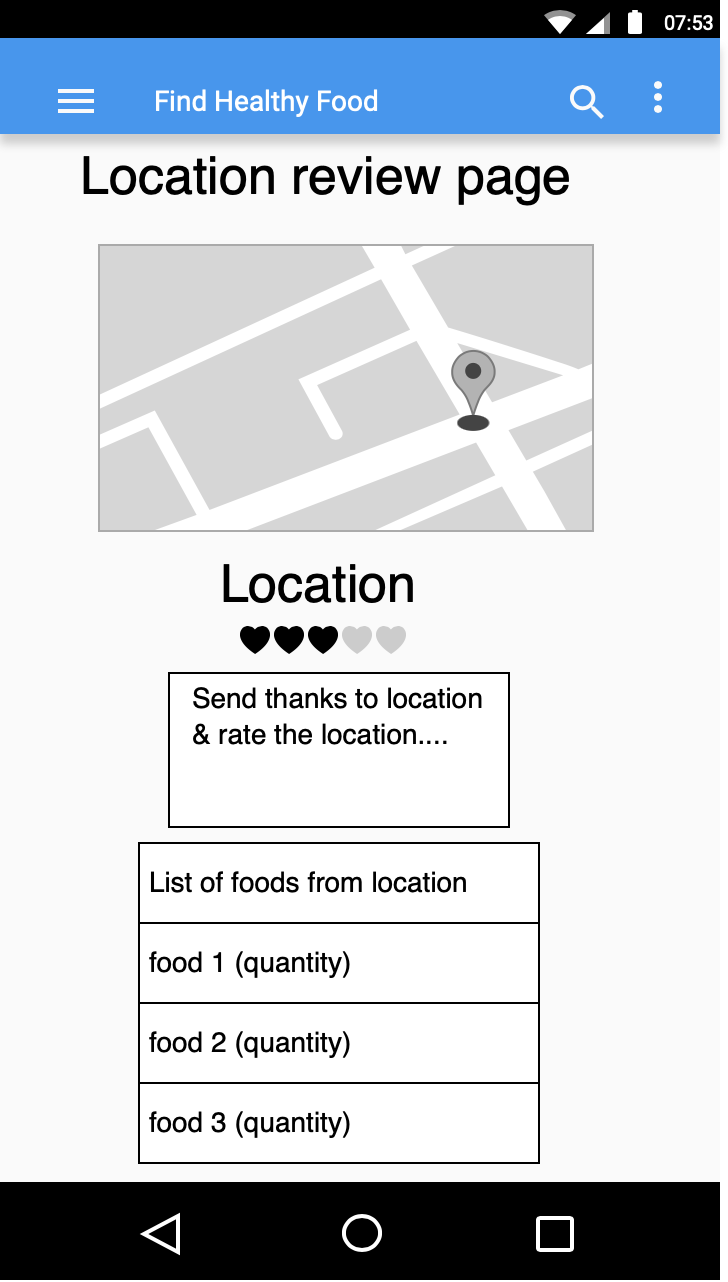 07:53
Find Healthy Food
Location review page
Location
Send thanks to location
& rate the location....
List of foods from location
food 1 (quantity)
food 2 (quantity)
food 3 (quantity)